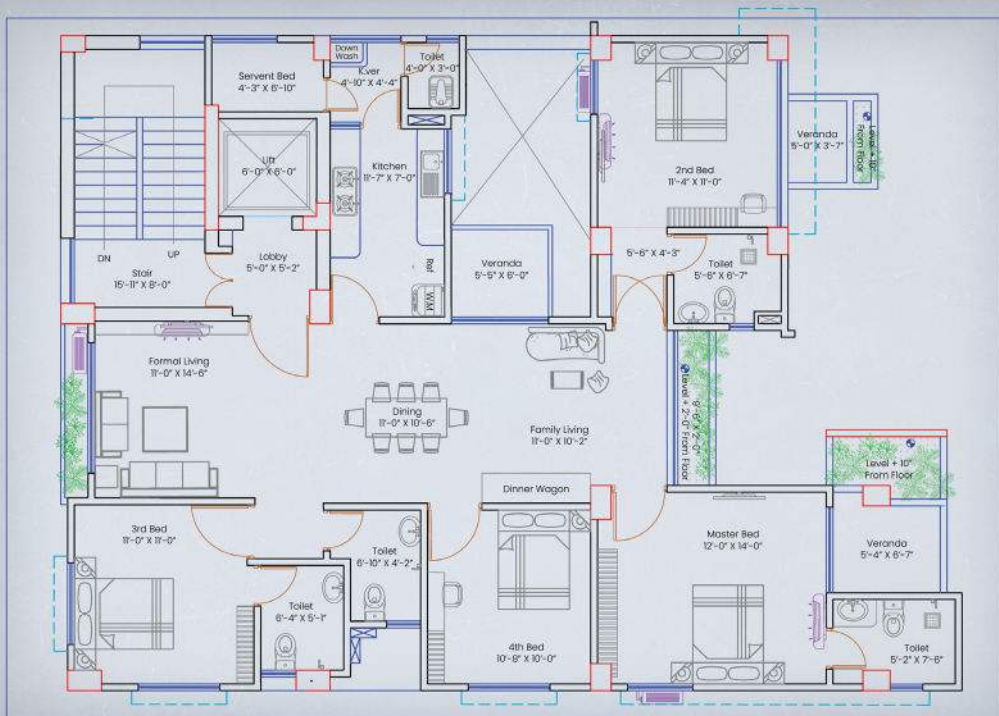 Down
Wash
Servent Bed
4'-3" X 6'-10"
K.ver
4'-10" X 4'-4"
Toilet
4'-0" X 3'-0"
Lift
6'-0" X 6'-0"
Kitchen
11'-7" X 7'-0"
2nd Bed
11'-4" X 11'-0"
Veranda
5'-0" X 3'-7"
Level + 10"
From Floor
DN
UP
Stair
15'-11" X 8'-0"
Lobby
5'-0" X 5'-2"
Ref
WM
Veranda
5'-5" X 6'-0"
5'-6" X 4'-3"
Toilet
5'-6" X 6'-7"
Formal Living
11'-0" X 14'-6"
Dining
11'-0" X 10'-6"
Family Living
11'-0" X 10'-2"
9'-6" X 2'-0"
Level + 2'-0" From Floor
Level + 10"
From Floor
Dinner Wagon
3rd Bed
11'-0" X 11'-0"
Toilet
6'-10" X 4'-2"
Master Bed
12'-0" X 14'-0"
Veranda
5'-4" X 6'-7"
Toilet
6'-4" X 5'-1"
4th Bed
10'-8" X 10'-0"
Toilet
5'-2" X 7'-6"